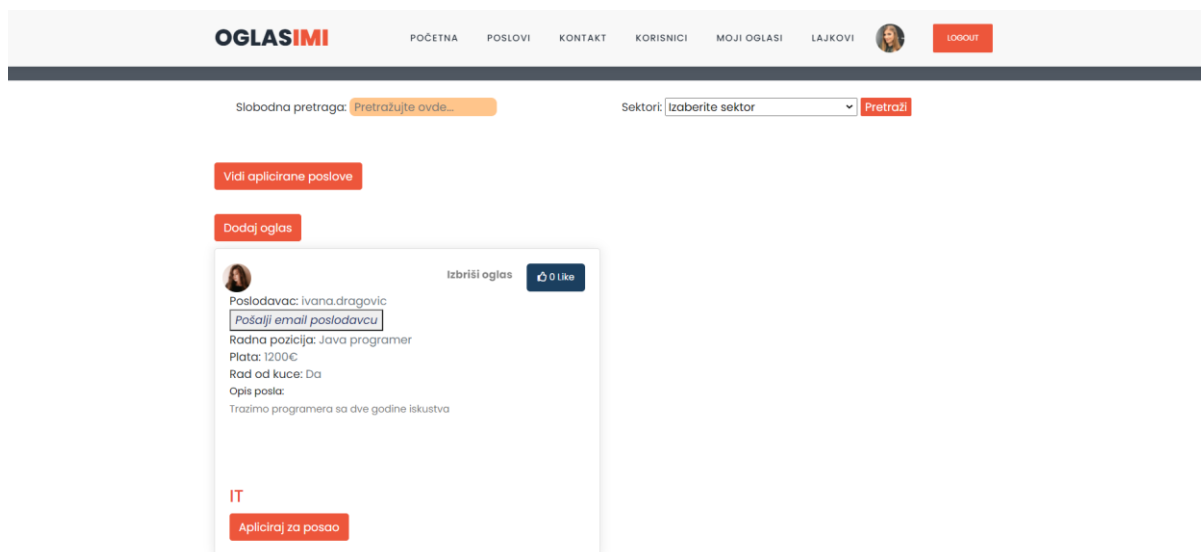 OGLASIMI POČETNA POSLOVI KONTAKT KORISNICI MOJI OGLASI LAJKOVI LOGOUT
Slobodna pretraga: Pretražujte ovde... Sektori: Izaberite sektor Pretraži
Vidi aplicirane poslove
Dodaj oglas
Izbriši oglas 0 Like
Poslodavac: ivana.dragovic
Pošalji email poslodavcu
Radna pozicija: Java programer
Plata: 1200€
Rad od kuce: Da
Opis posla:
Trazimo programera sa dve godine iskustva
IT
Apliciraj za posao